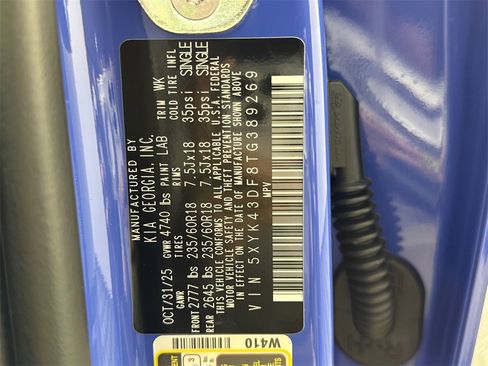 MANUFACTURED BY
KIA GEORGIA, INC.
OCT/31/25 GVWR 4740 lbs PAINT LAB TRIM WK
GAWR TIRES RIMS COLD TIRE INFL
FRONT 2777 lbs 235/60R18 7.5Jx18 35psi SINGLE
REAR 2645 lbs 235/60R18 7.5Jx18 35psi SINGLE
THIS VEHICLE CONFORMS TO ALL APPLICABLE U.S.A. FEDERAL
MOTOR VEHICLE SAFETY AND THEFT PREVENTION STANDARDS
IN EFFECT ON THE DATE OF MANUFACTURE SHOWN ABOVE
VIN 5XYK43DF8TG389269
MPV
W410